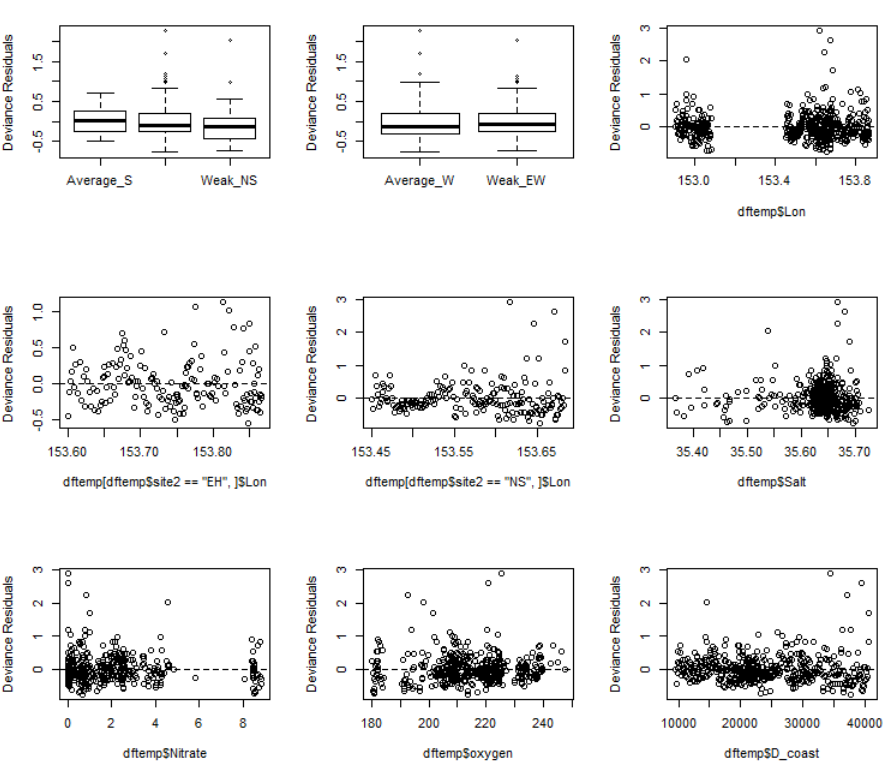 Deviance Residuals
-0.5 0.5 1.5
Average_S Weak_NS
Deviance Residuals
-0.5 0.5 1.5
Average_W Weak_EW
Deviance Residuals
0 1 2 3
153.0 153.4 153.8
dftemp$Lon
Deviance Residuals
-0.5 0.0 0.5 1.0
153.60 153.70 153.80
dftemp[dftemp$site2 == "EH", ]$Lon
Deviance Residuals
0 1 2 3
153.45 153.55 153.65
dftemp[dftemp$site2 == "NS", ]$Lon
Deviance Residuals
0 1 2 3
35.40 35.50 35.60 35.70
dftemp$Salt
Deviance Residuals
0 1 2 3
0 2 4 6 8
dftemp$Nitrate
Deviance Residuals
0 1 2 3
180 200 220 240
dftemp$oxygen
Deviance Residuals
0 1 2 3
10000 20000 30000 40000
dftemp$D_coast